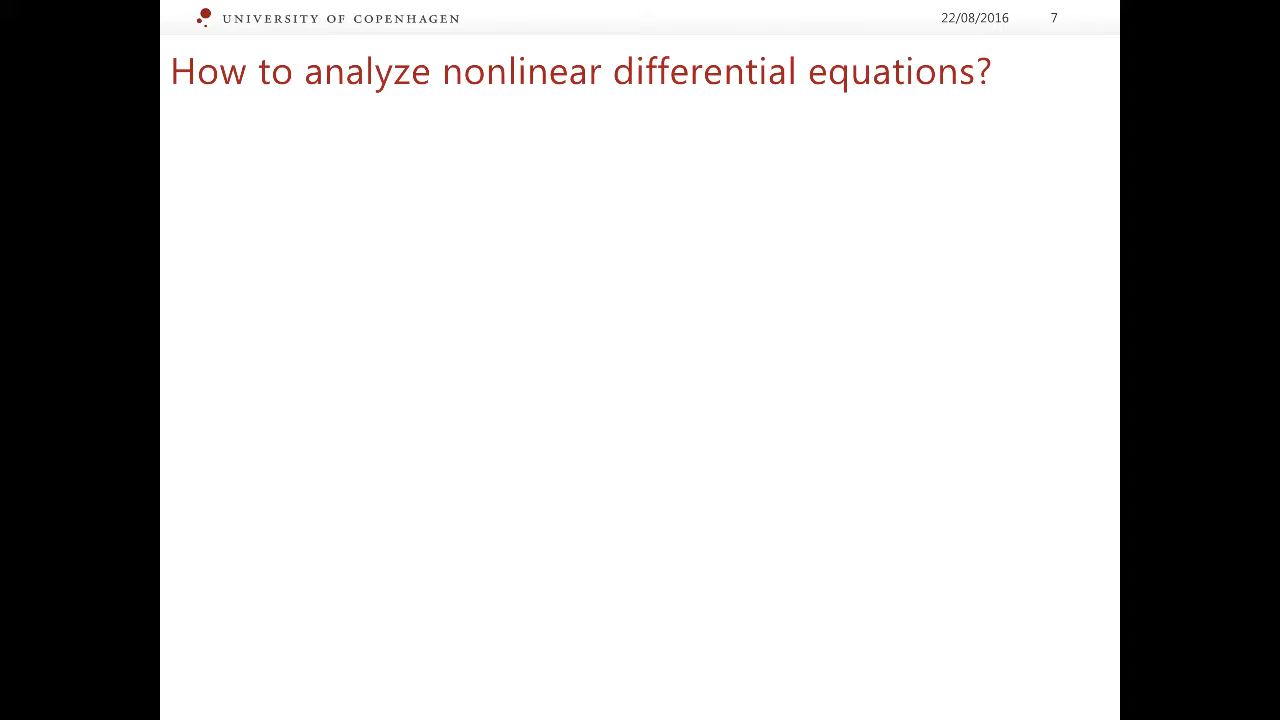 UNIVERSITY OF COPENHAGEN
22/08/2016 7
How to analyze nonlinear differential equations?